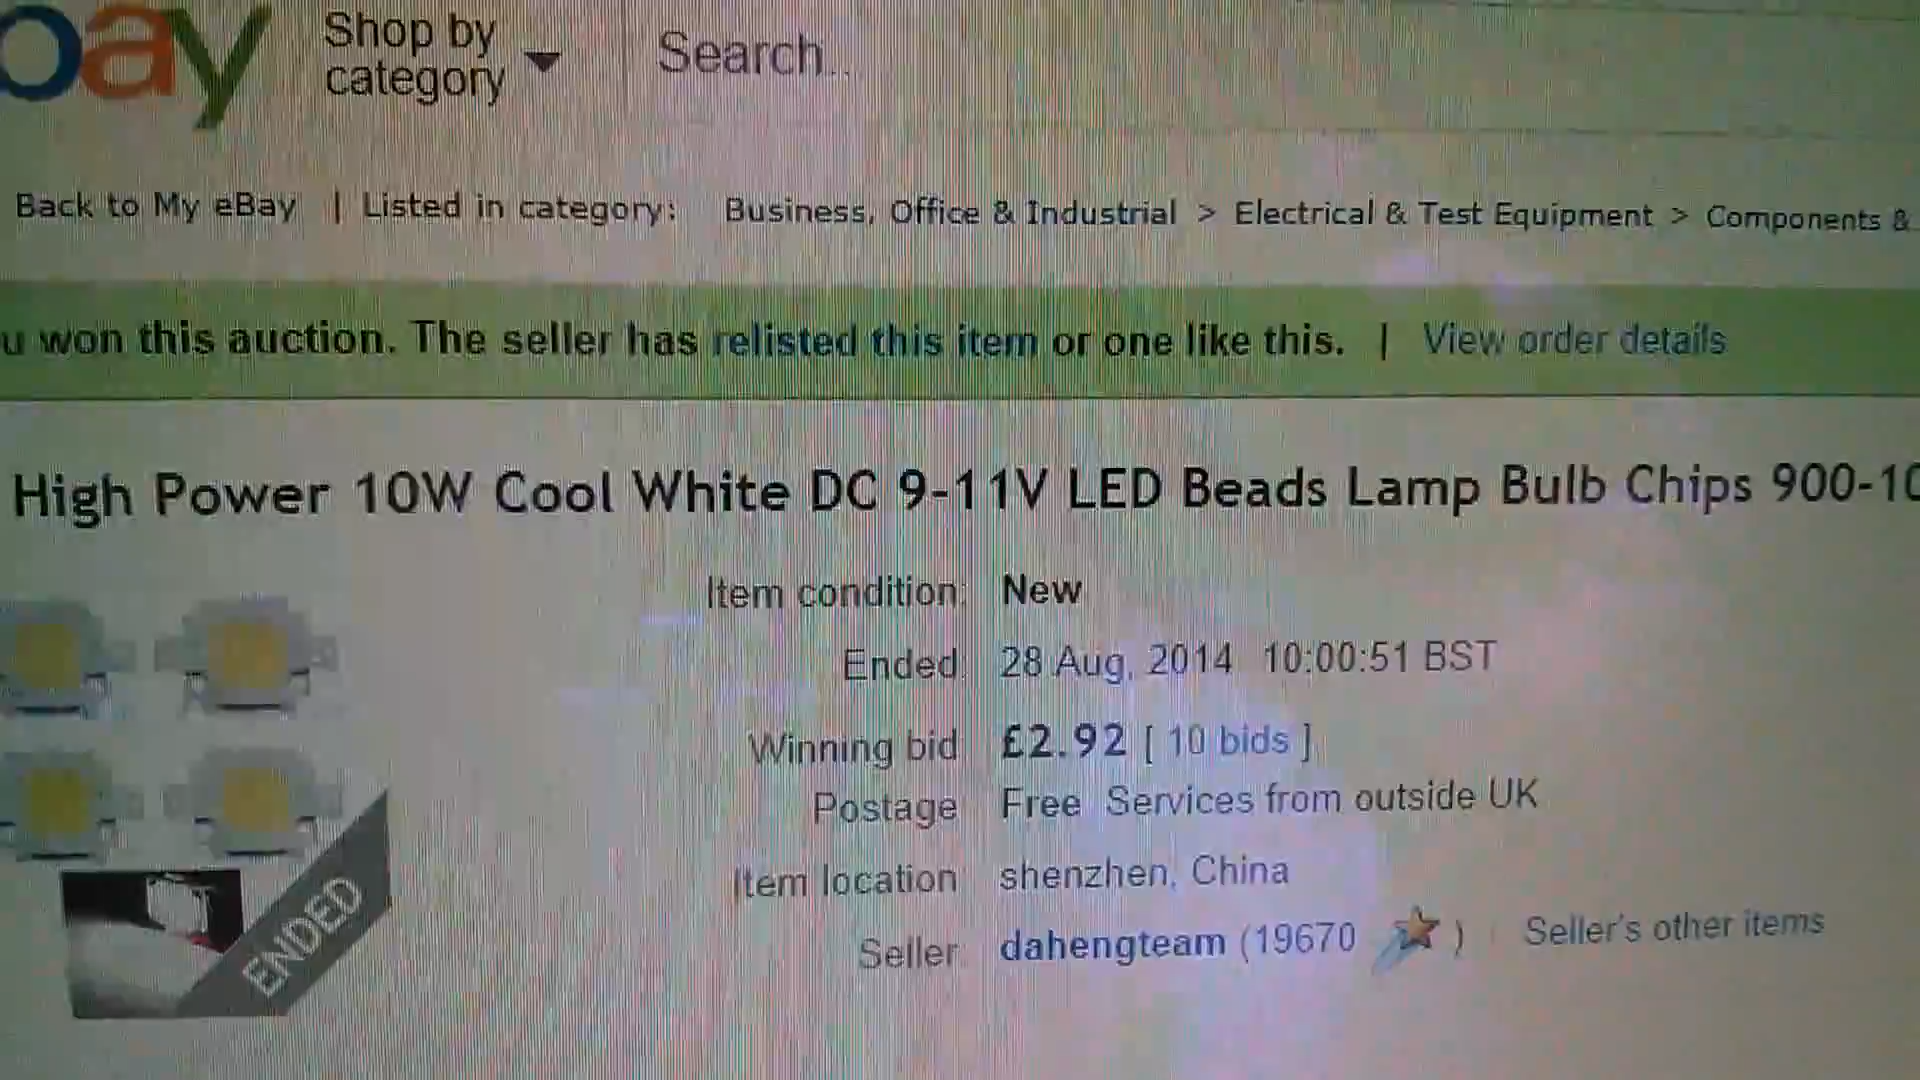 bay
Shop by
category
Search...
Back to My eBay | Listed in category: Business, Office & Industrial > Electrical & Test Equipment > Components &
u won this auction. The seller has relisted this item or one like this. | View order details
High Power 10W Cool White DC 9-11V LED Beads Lamp Bulb Chips 900-10
Item condition: New
Ended: 28 Aug, 2014 10:00:51 BST
Winning bid: £2.92 [ 10 bids ]
Postage: Free Services from outside UK
Item location: shenzhen, China
Seller: dahengteam (19670 ) | Seller's other items
ENDED